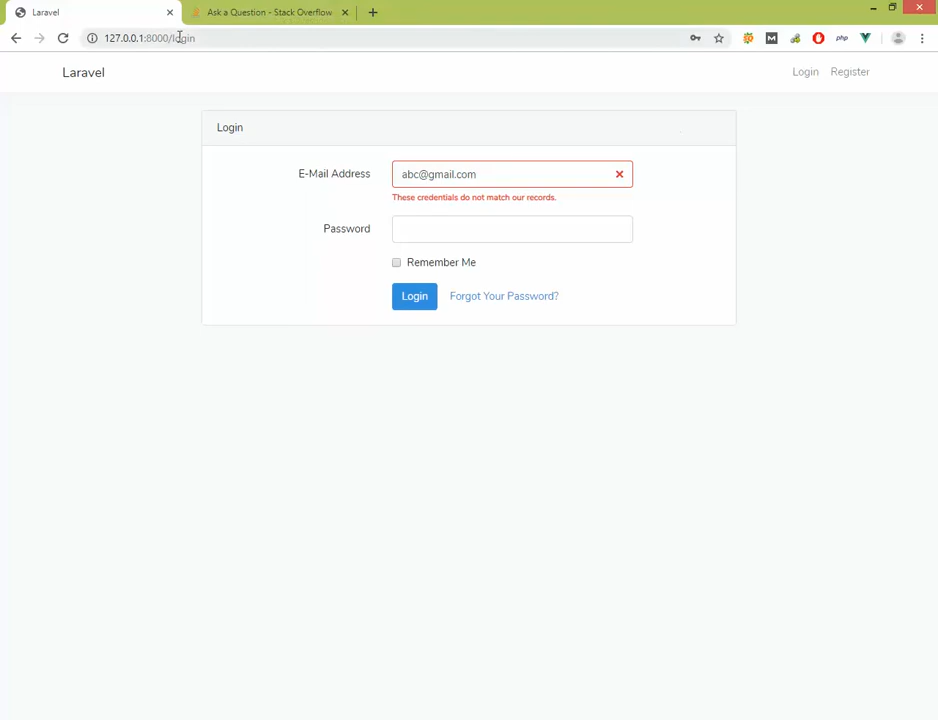 Laravel
Ask a Question - Stack Overflow
127.0.0.1:8000/login
php
Laravel
Login Register
Login
E-Mail Address
abc@gmail.com
These credentials do not match our records.
Password
Remember Me
Login
Forgot Your Password?